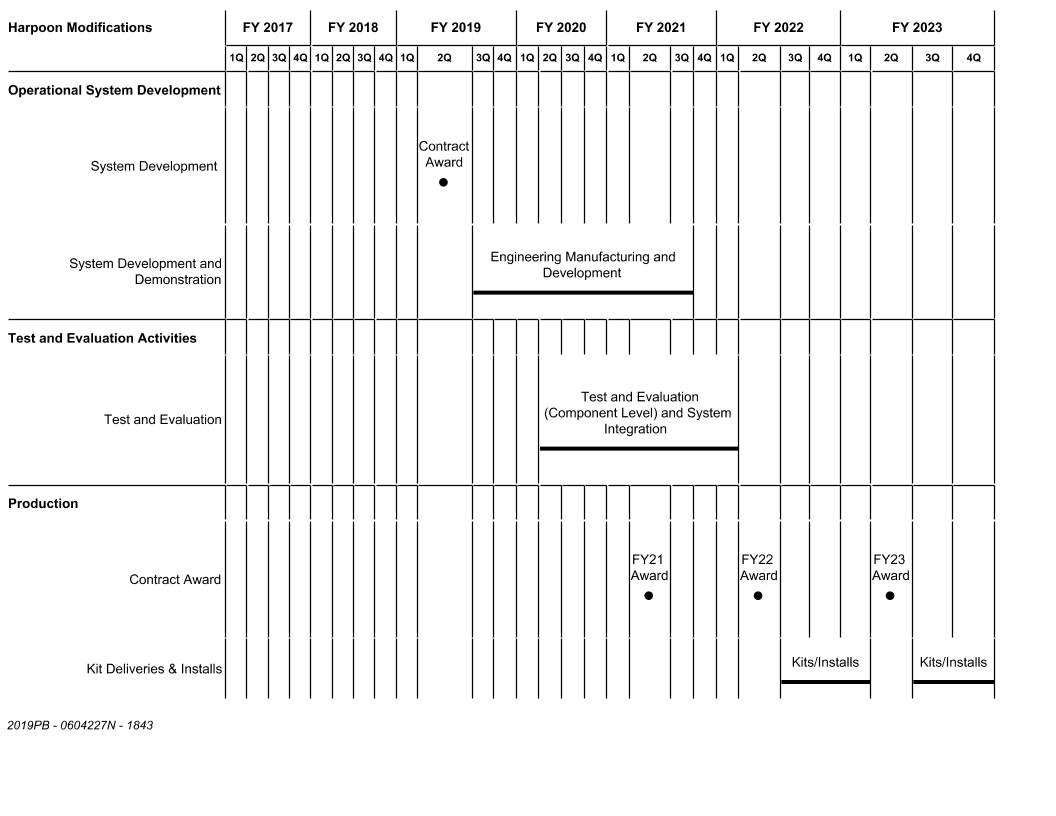 Harpoon Modifications FY 2017 FY 2018 FY 2019 FY 2020 FY 2021 FY 2022 FY 2023
1Q 2Q 3Q 4Q 1Q 2Q 3Q 4Q 1Q 2Q 3Q 4Q 1Q 2Q 3Q 4Q 1Q 2Q 3Q 4Q 1Q 2Q 3Q 4Q 1Q 2Q 3Q 4Q
Operational System Development
Contract
Award
System Development
Engineering Manufacturing and
Development
System Development and
Demonstration
Test and Evaluation Activities
Test and Evaluation
(Component Level) and System
Integration
Test and Evaluation
Production
FY21 FY22 FY23
Award Award Award
Contract Award
Kits/Installs Kits/Installs
Kit Deliveries & Installs
2019PB - 0604227N - 1843